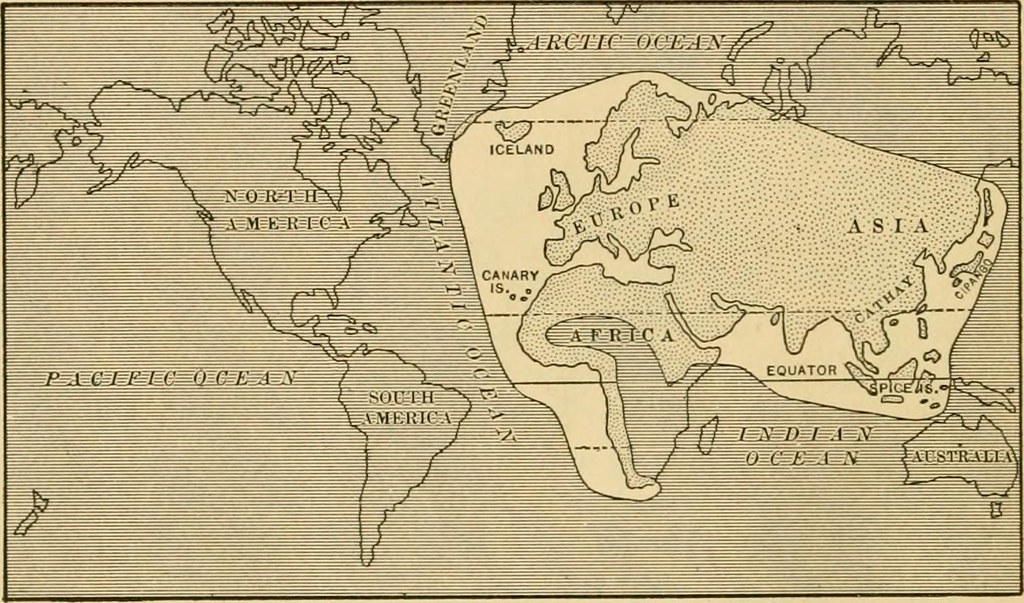 GREENLAND
ARCTIC OCEAN
ICELAND
NORTH
AMERICA
ATLANTIC OCEAN
EUROPE
ASIA
CANARY
IS.
CATHAY
CIPANGO
AFRICA
PACIFIC OCEAN
EQUATOR
SPICE IS.
SOUTH
AMERICA
INDIAN
OCEAN
AUSTRALIA